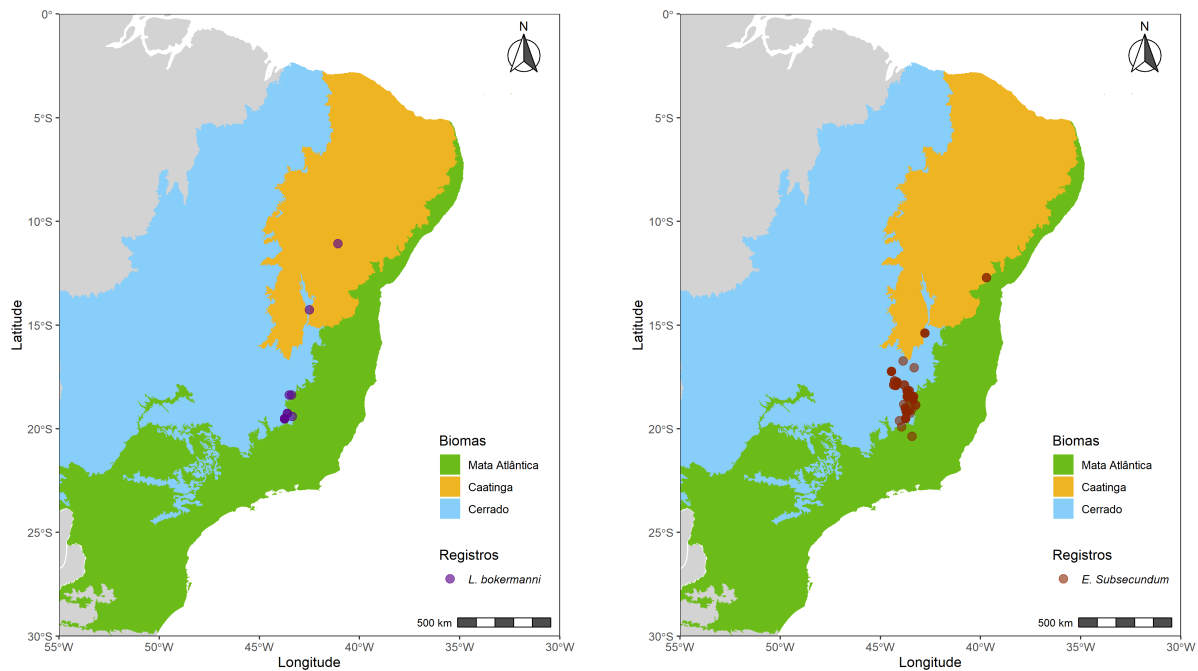 N
0°
5°S
10°S
15°S
20°S
25°S
30°S
Latitude
Biomas
Mata Atlântica
Caatinga
Cerrado
Registros
L. bokermanni
500 km
55°W
50°W
45°W
40°W
35°W
30°W
Longitude
N
0°
5°S
10°S
15°S
20°S
25°S
30°S
Latitude
Biomas
Mata Atlântica
Caatinga
Cerrado
Registros
E. Subsecundum
500 km
55°W
50°W
45°W
40°W
35°W
30°W
Longitude